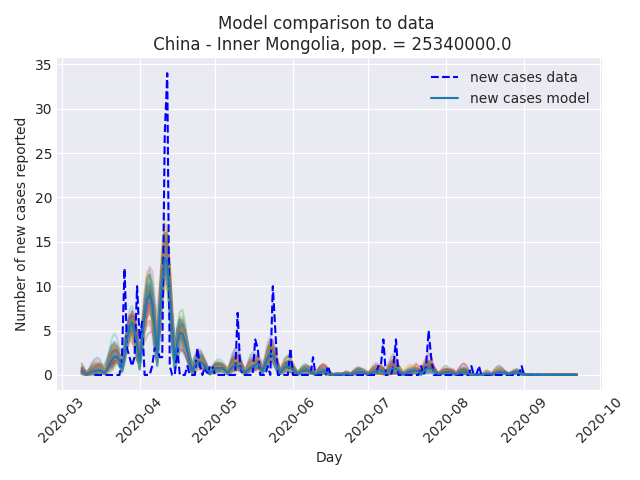 Model comparison to data
China - Inner Mongolia, pop. = 25340000.0
new cases data
new cases model
Number of new cases reported
35
30
25
20
15
10
5
0
2020-03
2020-04
2020-05
2020-06
2020-07
2020-08
2020-09
2020-10
Day